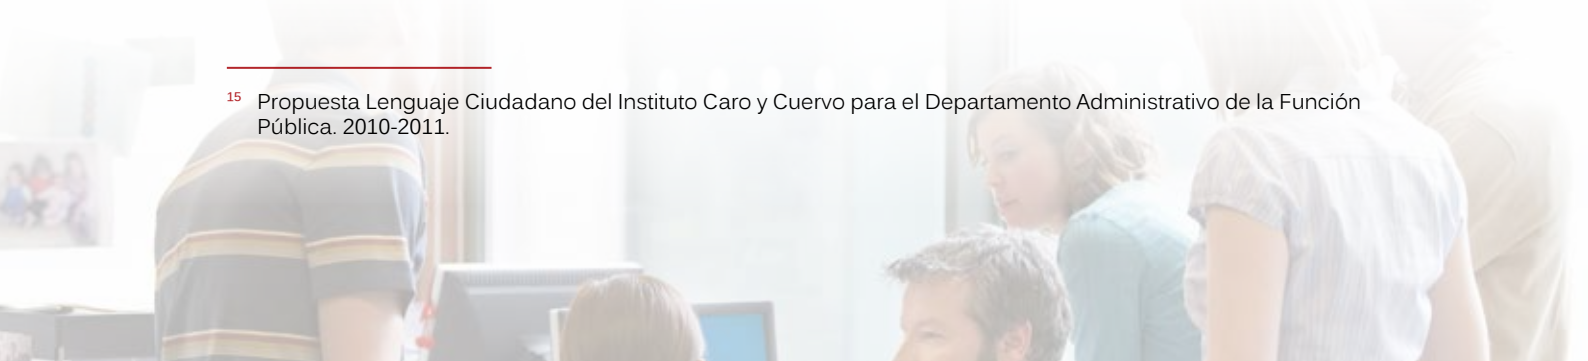 15 Propuesta Lenguaje Ciudadano del Instituto Caro y Cuervo para el Departamento Administrativo de la Función
Pública. 2010-2011.